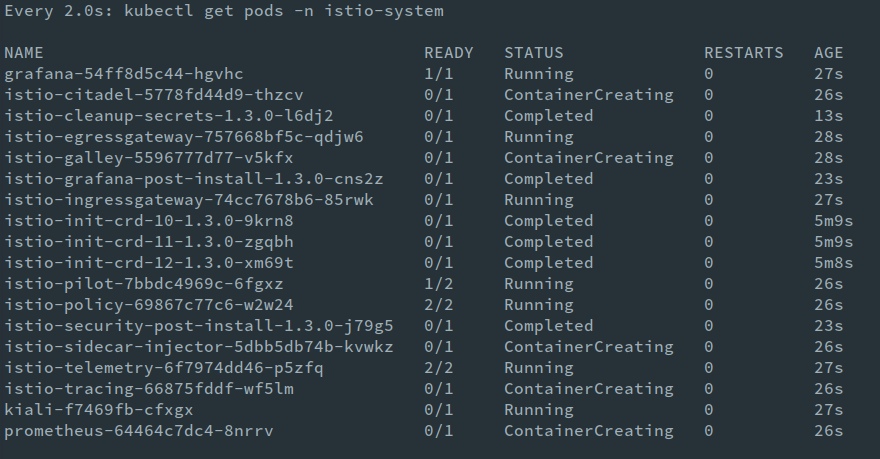 Every 2.0s: kubectl get pods -n istio-system
NAME READY STATUS RESTARTS AGE
grafana-54ff8d5c44-hgvhc 1/1 Running 0 27s
istio-citadel-5778fd44d9-thzcv 0/1 ContainerCreating 0 26s
istio-cleanup-secrets-1.3.0-l6dj2 0/1 Completed 0 13s
istio-egressgateway-757668bf5c-qdjw6 0/1 Running 0 28s
istio-galley-5596777d77-v5kfx 0/1 ContainerCreating 0 28s
istio-grafana-post-install-1.3.0-cns2z 0/1 Completed 0 23s
istio-ingressgateway-74cc7678b6-85rwk 0/1 Running 0 27s
istio-init-crd-10-1.3.0-9krn8 0/1 Completed 0 5m9s
istio-init-crd-11-1.3.0-zgqbh 0/1 Completed 0 5m9s
istio-init-crd-12-1.3.0-xm69t 0/1 Completed 0 5m8s
istio-pilot-7bbdc4969c-6fgxz 1/2 Running 0 26s
istio-policy-69867c77c6-w2w24 2/2 Running 0 26s
istio-security-post-install-1.3.0-j79g5 0/1 Completed 0 23s
istio-sidecar-injector-5dbb5db74b-kvwkz 0/1 ContainerCreating 0 26s
istio-telemetry-6f7974dd46-p5zfq 2/2 Running 0 27s
istio-tracing-66875fddf-wf5lm 0/1 ContainerCreating 0 26s
kiali-f7469fb-cfxgx 0/1 Running 0 27s
prometheus-64464c7dc4-8nrrv 0/1 ContainerCreating 0 26s